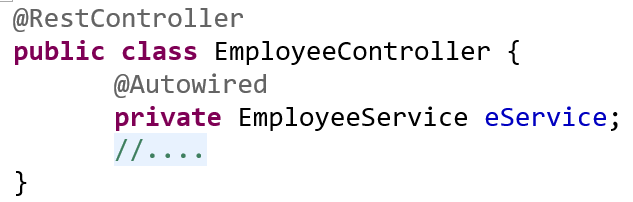 @RestController
public class EmployeeController {
@Autowired
private EmployeeService eService;
//....
}